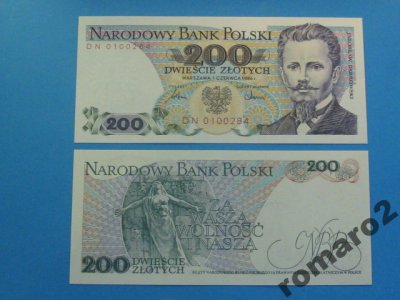 NARODOWY BANK POLSKI
DN 0100284
200
DWIEŚCIE ZŁOTYCH
WARSZAWA 1 CZERWCA 1986 r.
200
DN 0100284
NARODOWY BANK POLSKI
200
ZA
WASZĄ
WOLNOŚĆ
I NASZĄ
200
DWIEŚCIE
ZŁOTYCH
romaro2